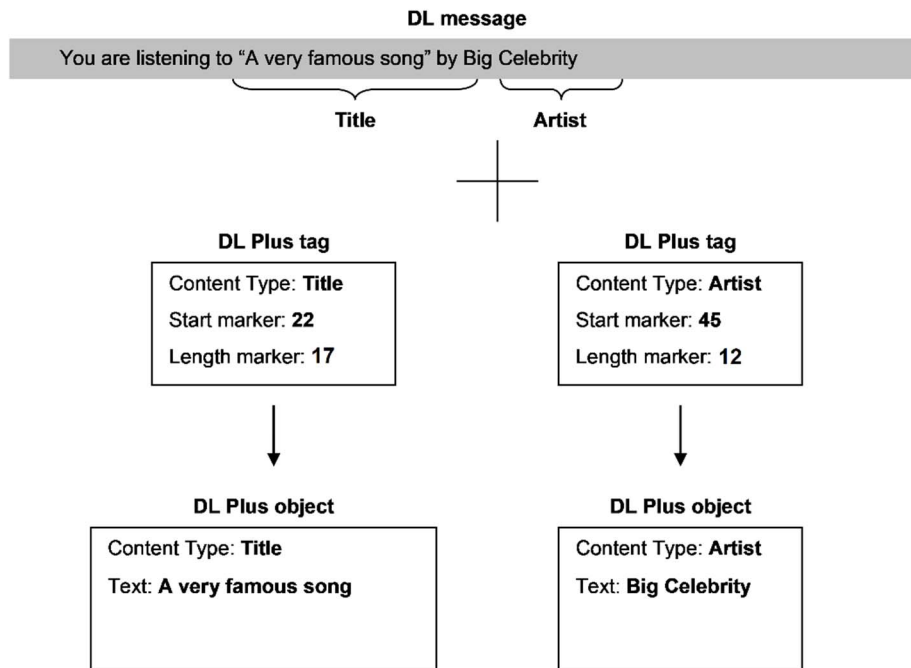 DL message
You are listening to “A very famous song” by Big Celebrity
Title Artist
DL Plus tag
Content Type: Title
Start marker: 22
Length marker: 17
DL Plus tag
Content Type: Artist
Start marker: 45
Length marker: 12
DL Plus object
Content Type: Title
Text: A very famous song
DL Plus object
Content Type: Artist
Text: Big Celebrity